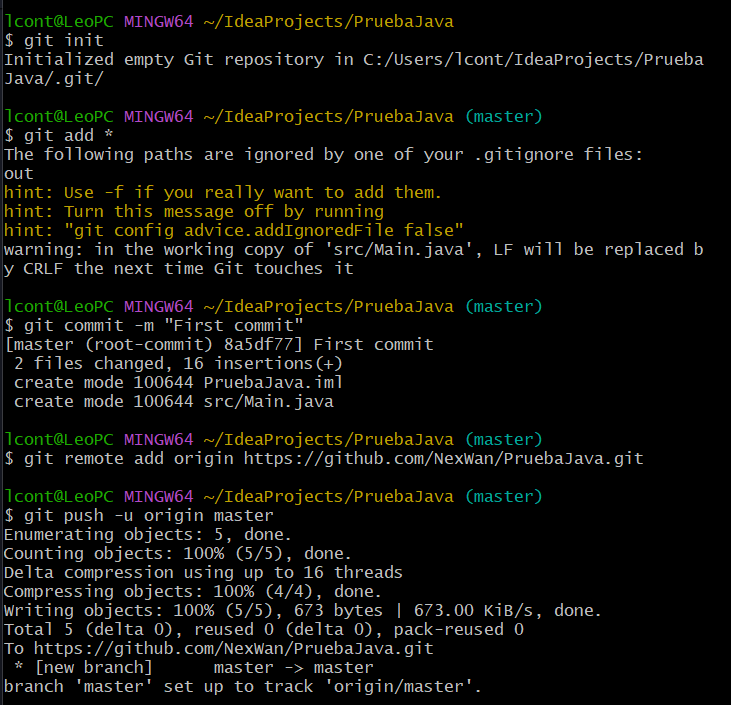 lcont@LeoPC MINGW64 ~/IdeaProjects/PruebaJava
$ git init
Initialized empty Git repository in C:/Users/lcont/IdeaProjects/Prueba
Java/.git/
lcont@LeoPC MINGW64 ~/IdeaProjects/PruebaJava (master)
$ git add *
The following paths are ignored by one of your .gitignore files:
out
hint: Use -f if you really want to add them.
hint: Turn this message off by running
hint: "git config advice.addIgnoredFile false"
warning: in the working copy of 'src/Main.java', LF will be replaced b
y CRLF the next time Git touches it
lcont@LeoPC MINGW64 ~/IdeaProjects/PruebaJava (master)
$ git commit -m "First commit"
[master (root-commit) 8a5df77] First commit
 2 files changed, 16 insertions(+)
 create mode 100644 PruebaJava.iml
 create mode 100644 src/Main.java
lcont@LeoPC MINGW64 ~/IdeaProjects/PruebaJava (master)
$ git remote add origin https://github.com/NexWan/PruebaJava.git
lcont@LeoPC MINGW64 ~/IdeaProjects/PruebaJava (master)
$ git push -u origin master
Enumerating objects: 5, done.
Counting objects: 100% (5/5), done.
Delta compression using up to 16 threads
Compressing objects: 100% (4/4), done.
Writing objects: 100% (5/5), 673 bytes | 673.00 KiB/s, done.
Total 5 (delta 0), reused 0 (delta 0), pack-reused 0
To https://github.com/NexWan/PruebaJava.git
 * [new branch]      master -> master
branch 'master' set up to track 'origin/master'.